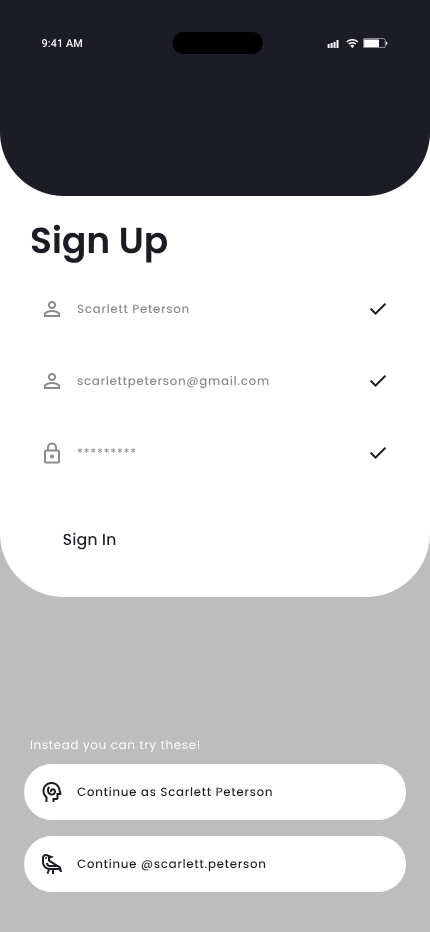 9:41 AM
Sign Up
Scarlett Peterson
scarlettpeterson@gmail.com
*********
Sign In
Instead you can try these!
Continue as Scarlett Peterson
Continue @scarlett.peterson